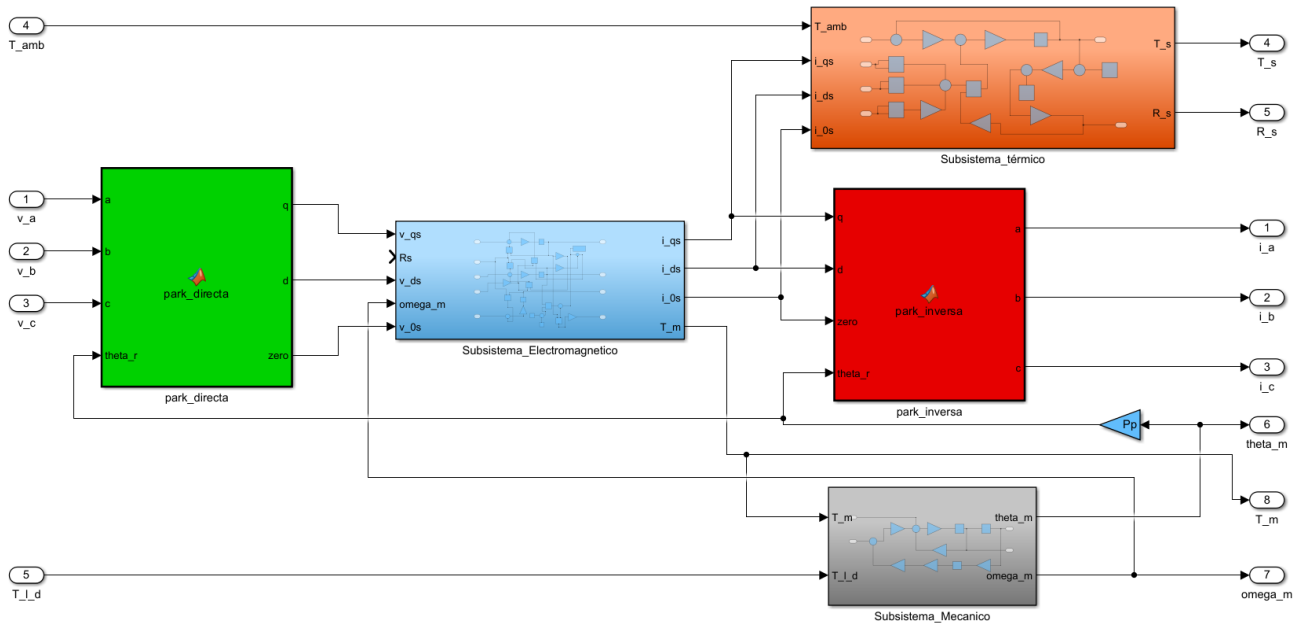 4
T_amb
T_amb
i_qs
i_ds
i_0s
T_s
R_s
Subsistema_térmico
4
T_s
5
R_s
1
v_a
2
v_b
3
v_c
a
b
c
theta_r
park_directa
q
d
zero
park_directa
v_qs
Rs
v_ds
omega_m
v_0s
i_qs
i_ds
i_0s
T_m
Subsistema_Electromagnetico
q
d
zero
theta_r
park_inversa
a
b
c
park_inversa
1
i_a
2
i_b
3
i_c
Pp
6
theta_m
8
T_m
T_m
T_l_d
theta_m
omega_m
Subsistema_Mecanico
5
T_l_d
7
omega_m